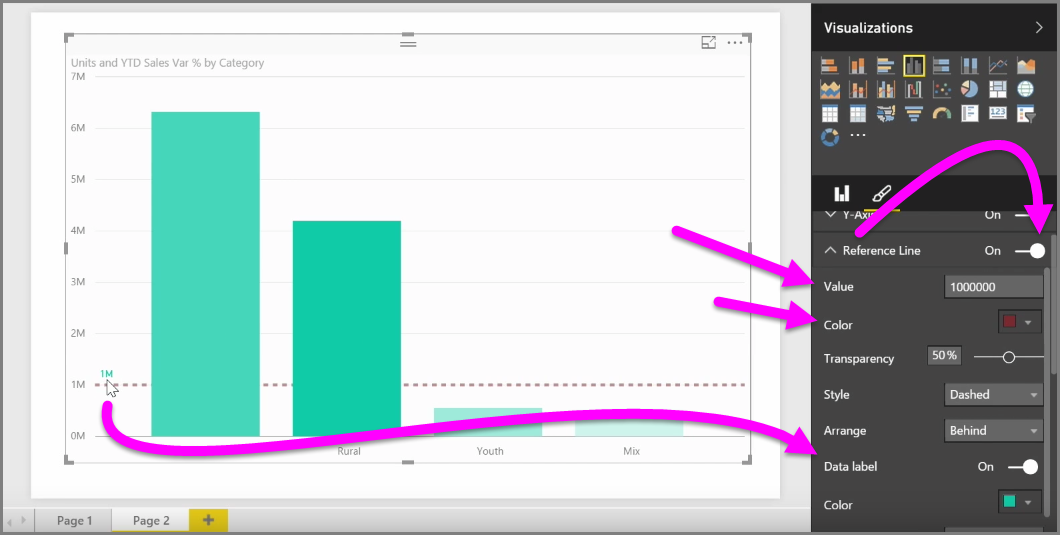 Visualizations
Units and YTD Sales Var % by Category
7M
6M
5M
4M
3M
2M
1M
0M
1M
Rural
Youth
Mix
123
Y-Axis On
Reference Line On
Value 1000000
Color
Transparency 50 %
Style Dashed
Arrange Behind
Data label On
Color
Page 1 Page 2